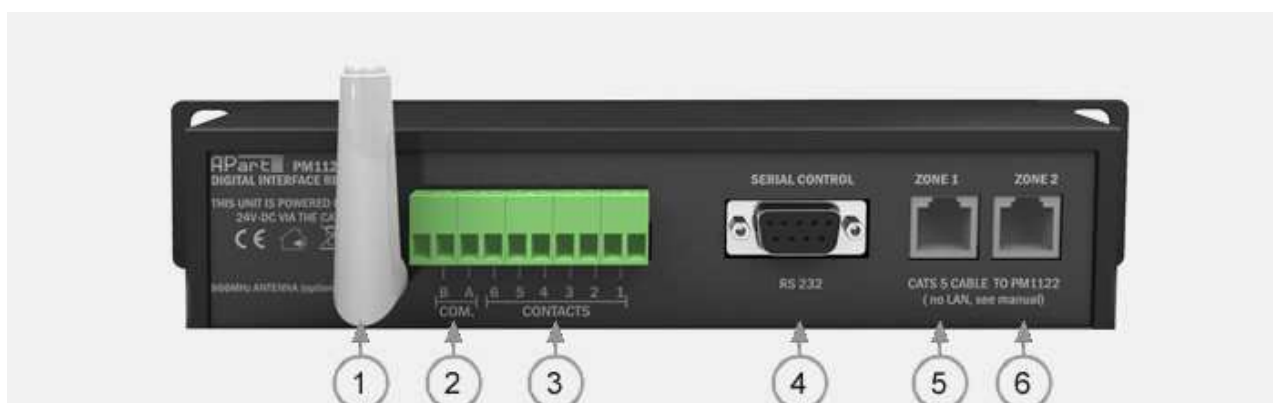 APart PM112
DIGITAL INTERFACE
THIS UNIT IS POWERED
24V-DC VIA THE
CE
ANTENNA
B A 6 5 4 3 2 1
COM. CONTACTS
SERIAL CONTROL
RS 232
ZONE 1 ZONE 2
CAT5 5 CABLE TO PM1122
( no LAN, see manual)
1 2 3 4 5 6